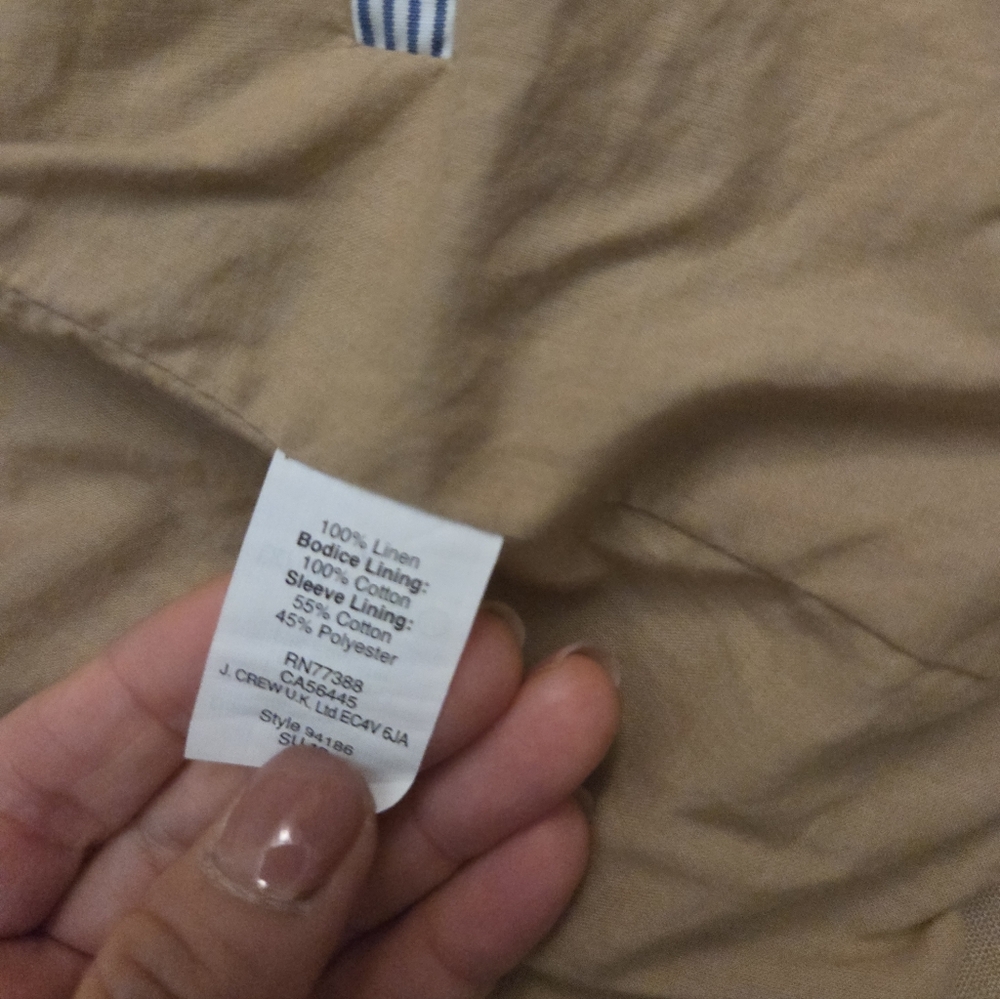 100% Linen
Bodice Lining:
100% Cotton
Sleeve Lining:
55% Cotton
45% Polyester
RN77388
CA56445
J. CREW U.K. Ltd.EC4V 6JA
Style 94186